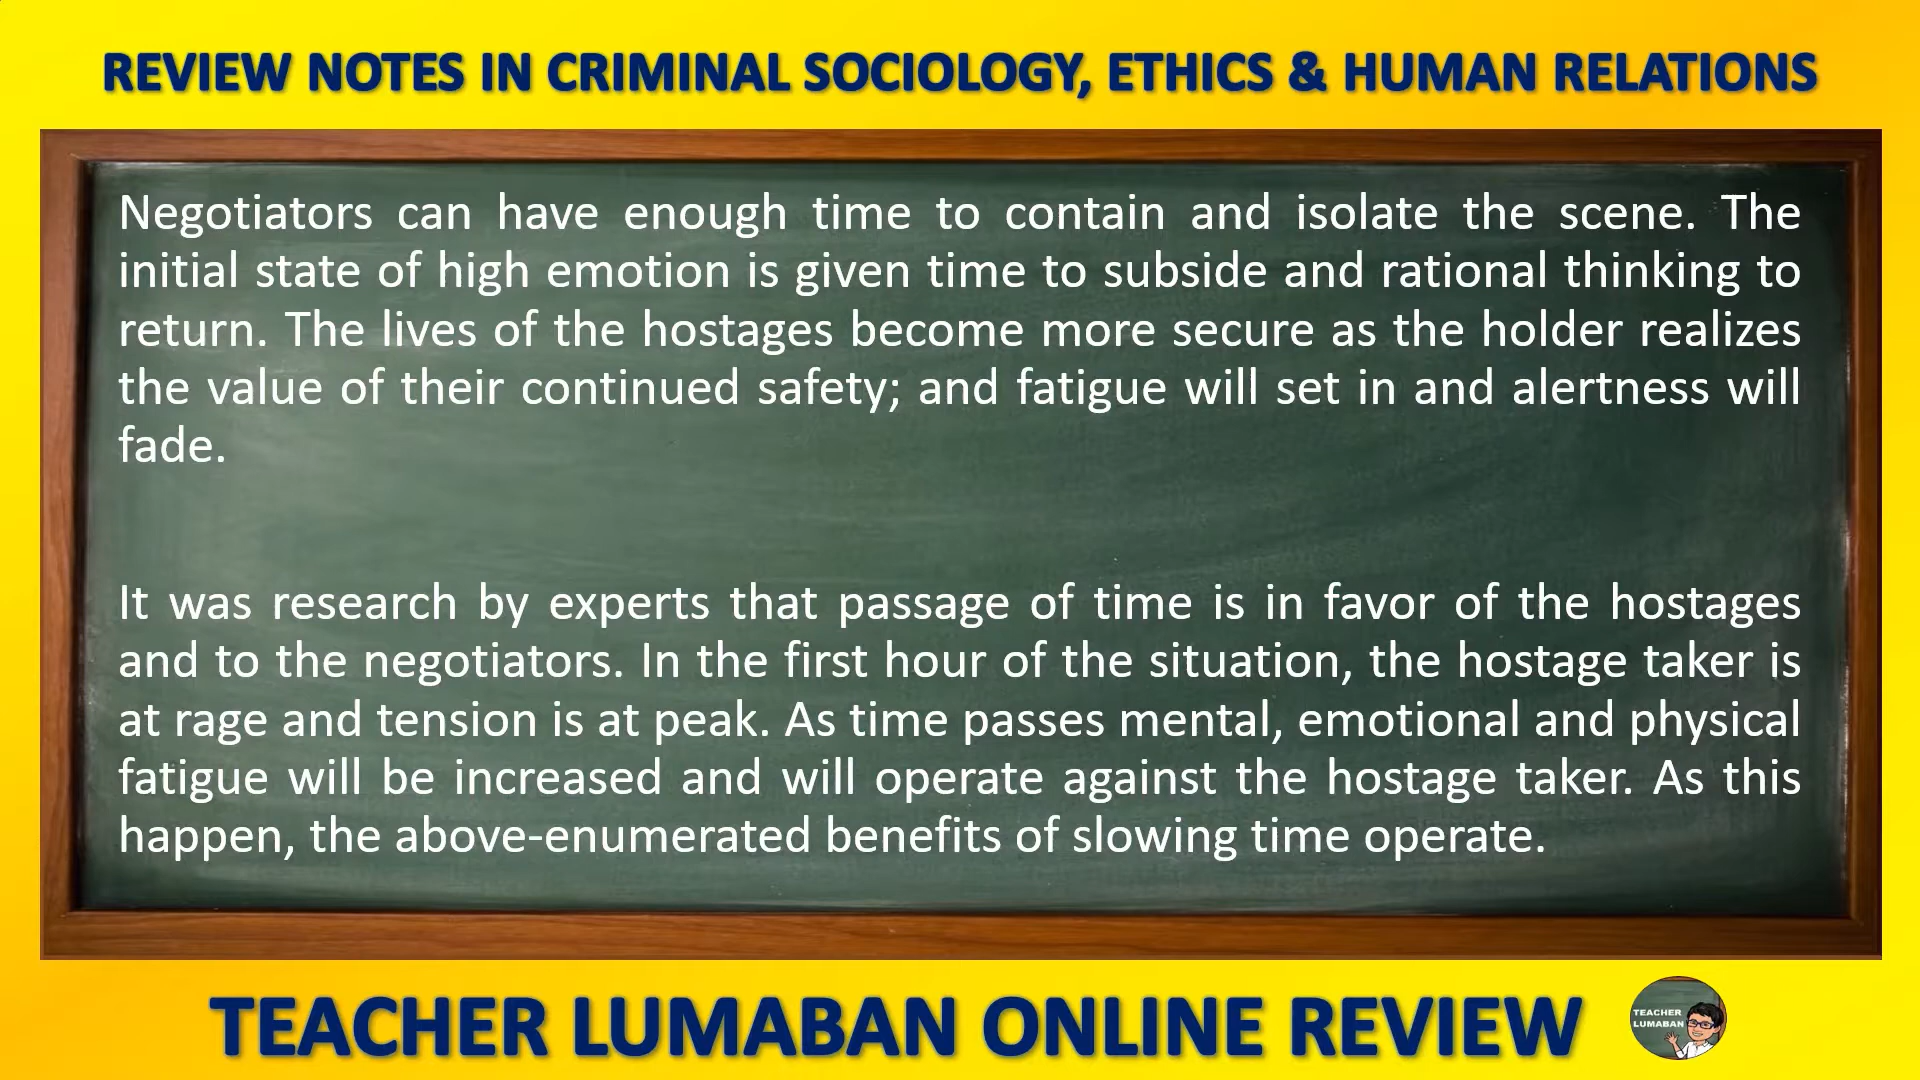 REVIEW NOTES IN CRIMINAL SOCIOLOGY, ETHICS & HUMAN RELATIONS
Negotiators can have enough time to contain and isolate the scene. The
initial state of high emotion is given time to subside and rational thinking to
return. The lives of the hostages become more secure as the holder realizes
the value of their continued safety; and fatigue will set in and alertness will
fade.
It was research by experts that passage of time is in favor of the hostages
and to the negotiators. In the first hour of the situation, the hostage taker is
at rage and tension is at peak. As time passes mental, emotional and physical
fatigue will be increased and will operate against the hostage taker. As this
happen, the above-enumerated benefits of slowing time operate.
TEACHER LUMABAN ONLINE REVIEW
TEACHER
LUMABAN